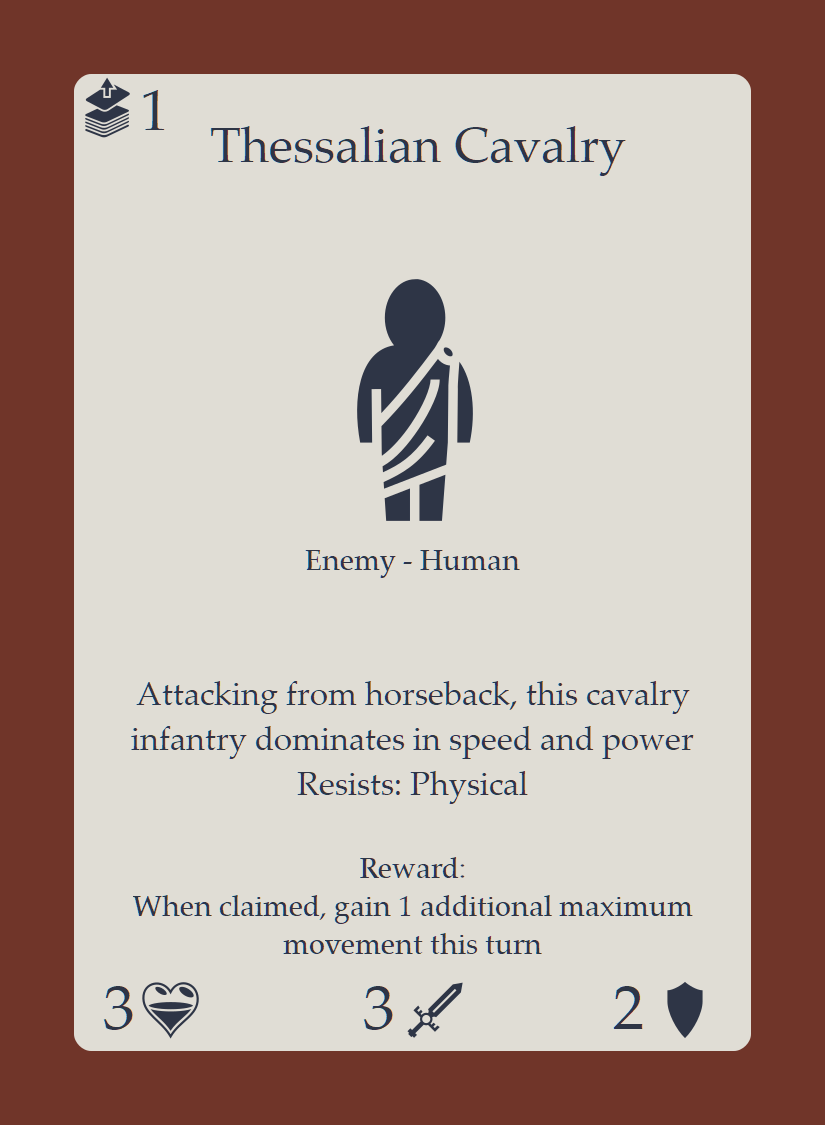 1
Thessalian Cavalry
Enemy - Human
Attacking from horseback, this cavalry
infantry dominates in speed and power
Resists: Physical
Reward:
When claimed, gain 1 additional maximum
movement this turn
3 3 2